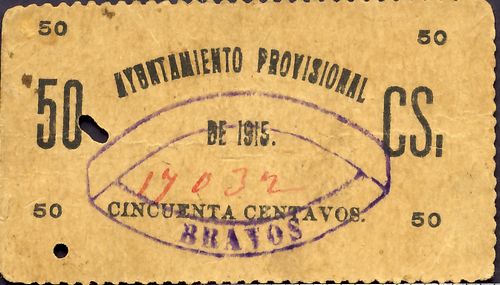 50 50
AYUNTAMIENTO PROVISIONAL
50 CS.
DE 1915.
17032
CINCUENTA CENTAVOS.
50 50
BRAVOS